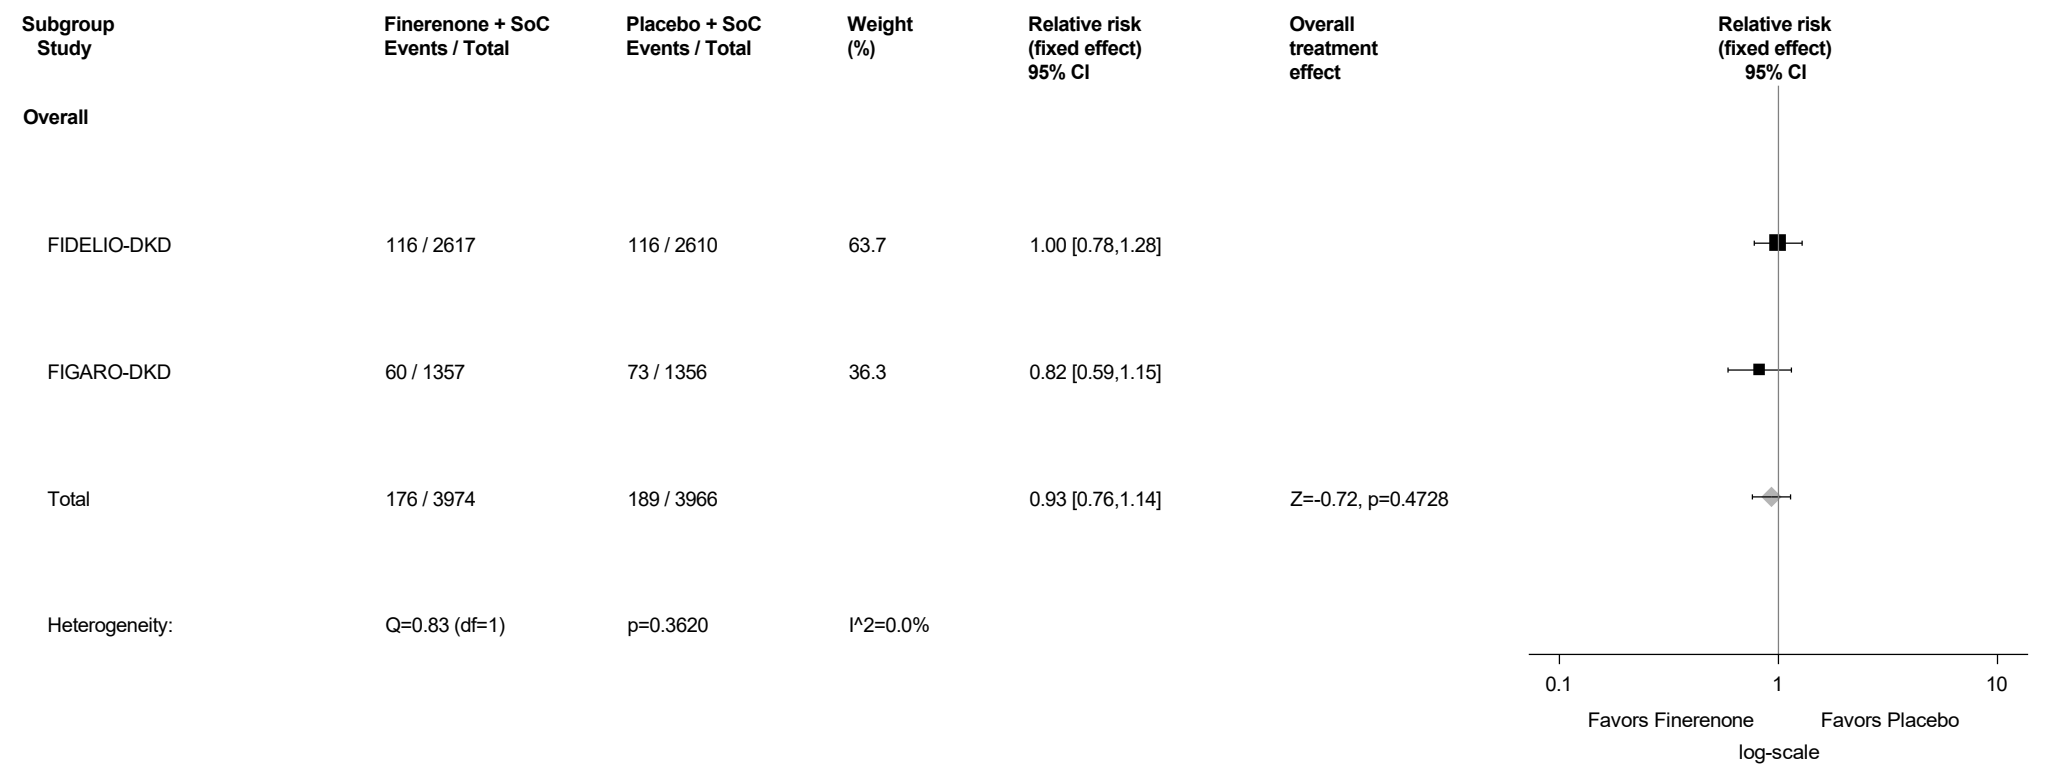 Subgroup Finerenone + SoC Placebo + SoC Weight Relative risk Overall Relative risk
Study Events / Total Events / Total (%) (fixed effect) treatment (fixed effect)
95% CI effect 95% CI
Overall
FIDELIO-DKD 116 / 2617 116 / 2610 63.7 1.00 [0.78,1.28]
FIGARO-DKD 60 / 1357 73 / 1356 36.3 0.82 [0.59,1.15]
Total 176 / 3974 189 / 3966 0.93 [0.76,1.14] Z=-0.72, p=0.4728
Heterogeneity: Q=0.83 (df=1) p=0.3620 I^2=0.0%
0.1 1 10
Favors Finerenone Favors Placebo
log-scale